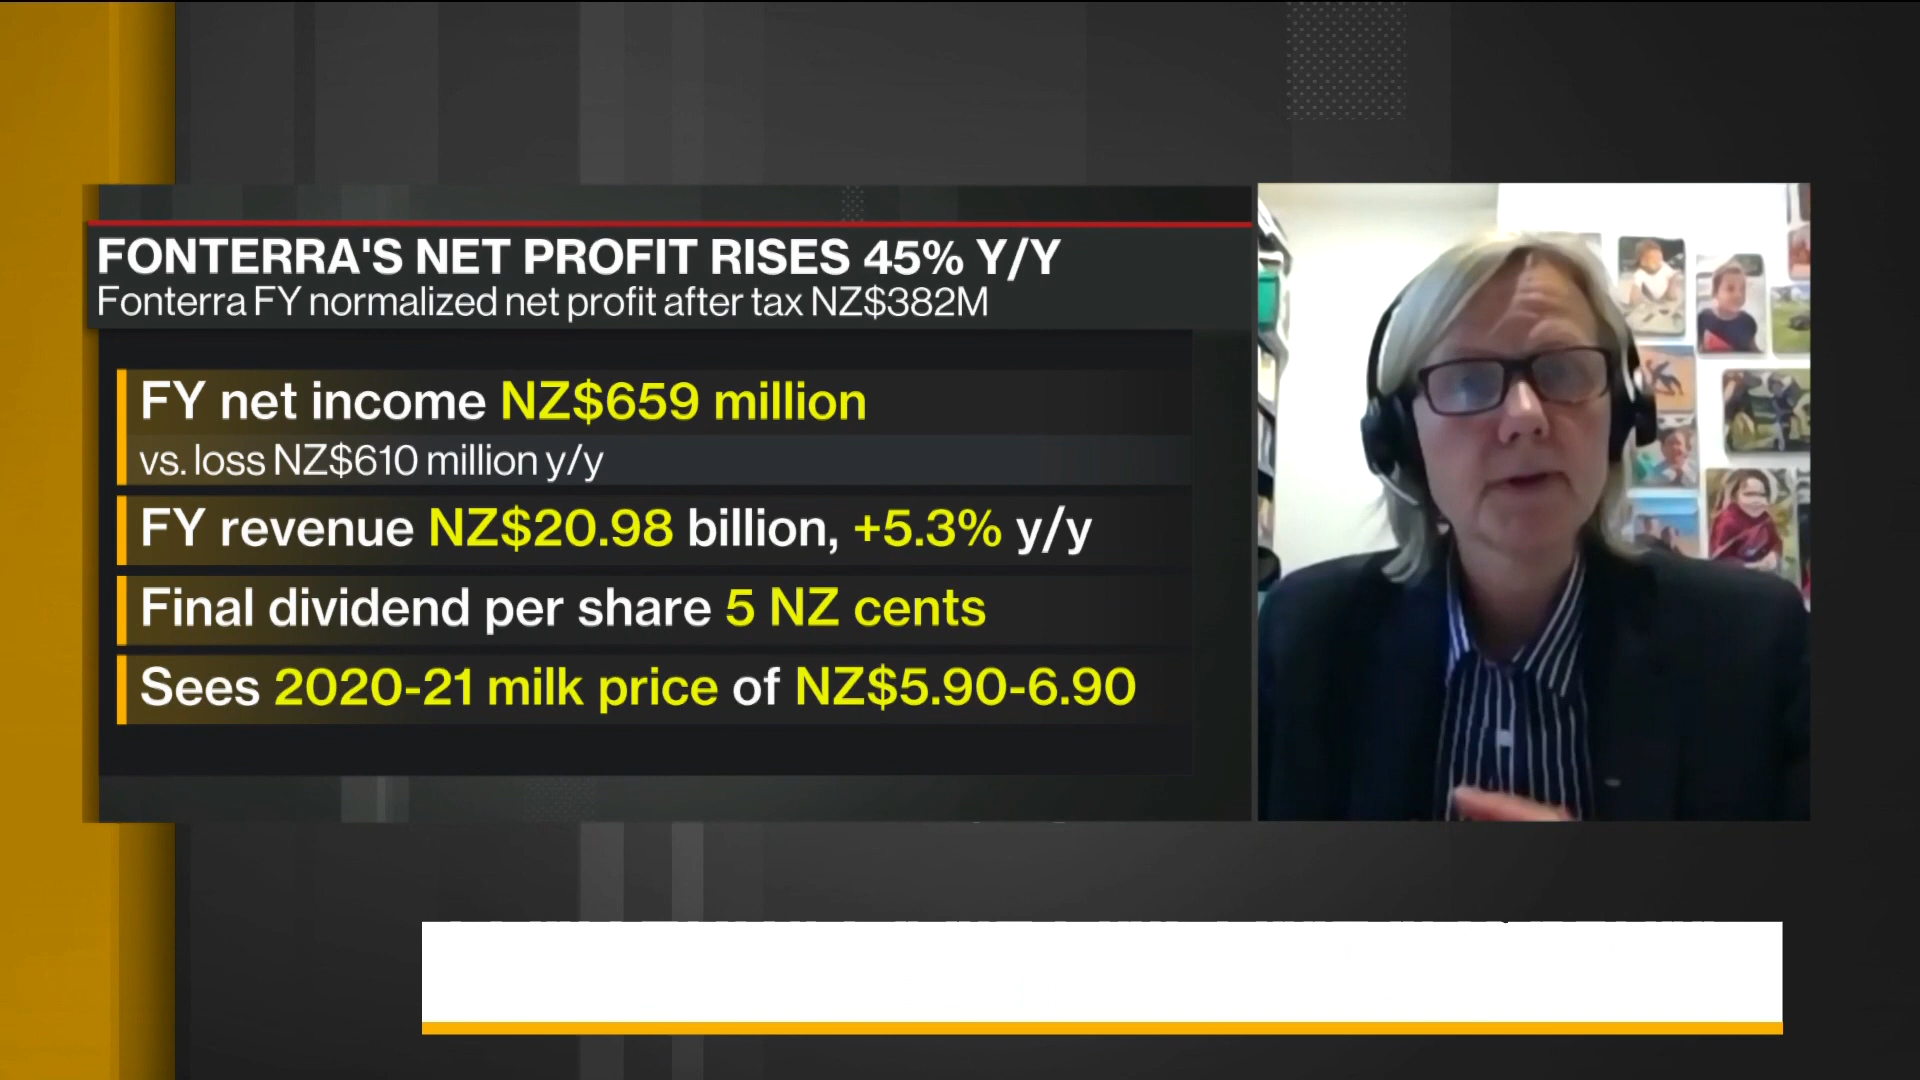 FONTERRA'S NET PROFIT RISES 45% Y/Y
Fonterra FY normalized net profit after tax NZ$382M
FY net income NZ$659 million
vs. loss NZ$610 million y/y
FY revenue NZ$20.98 billion, +5.3% y/y
Final dividend per share 5 NZ cents
Sees 2020-21 milk price of NZ$5.90-6.90